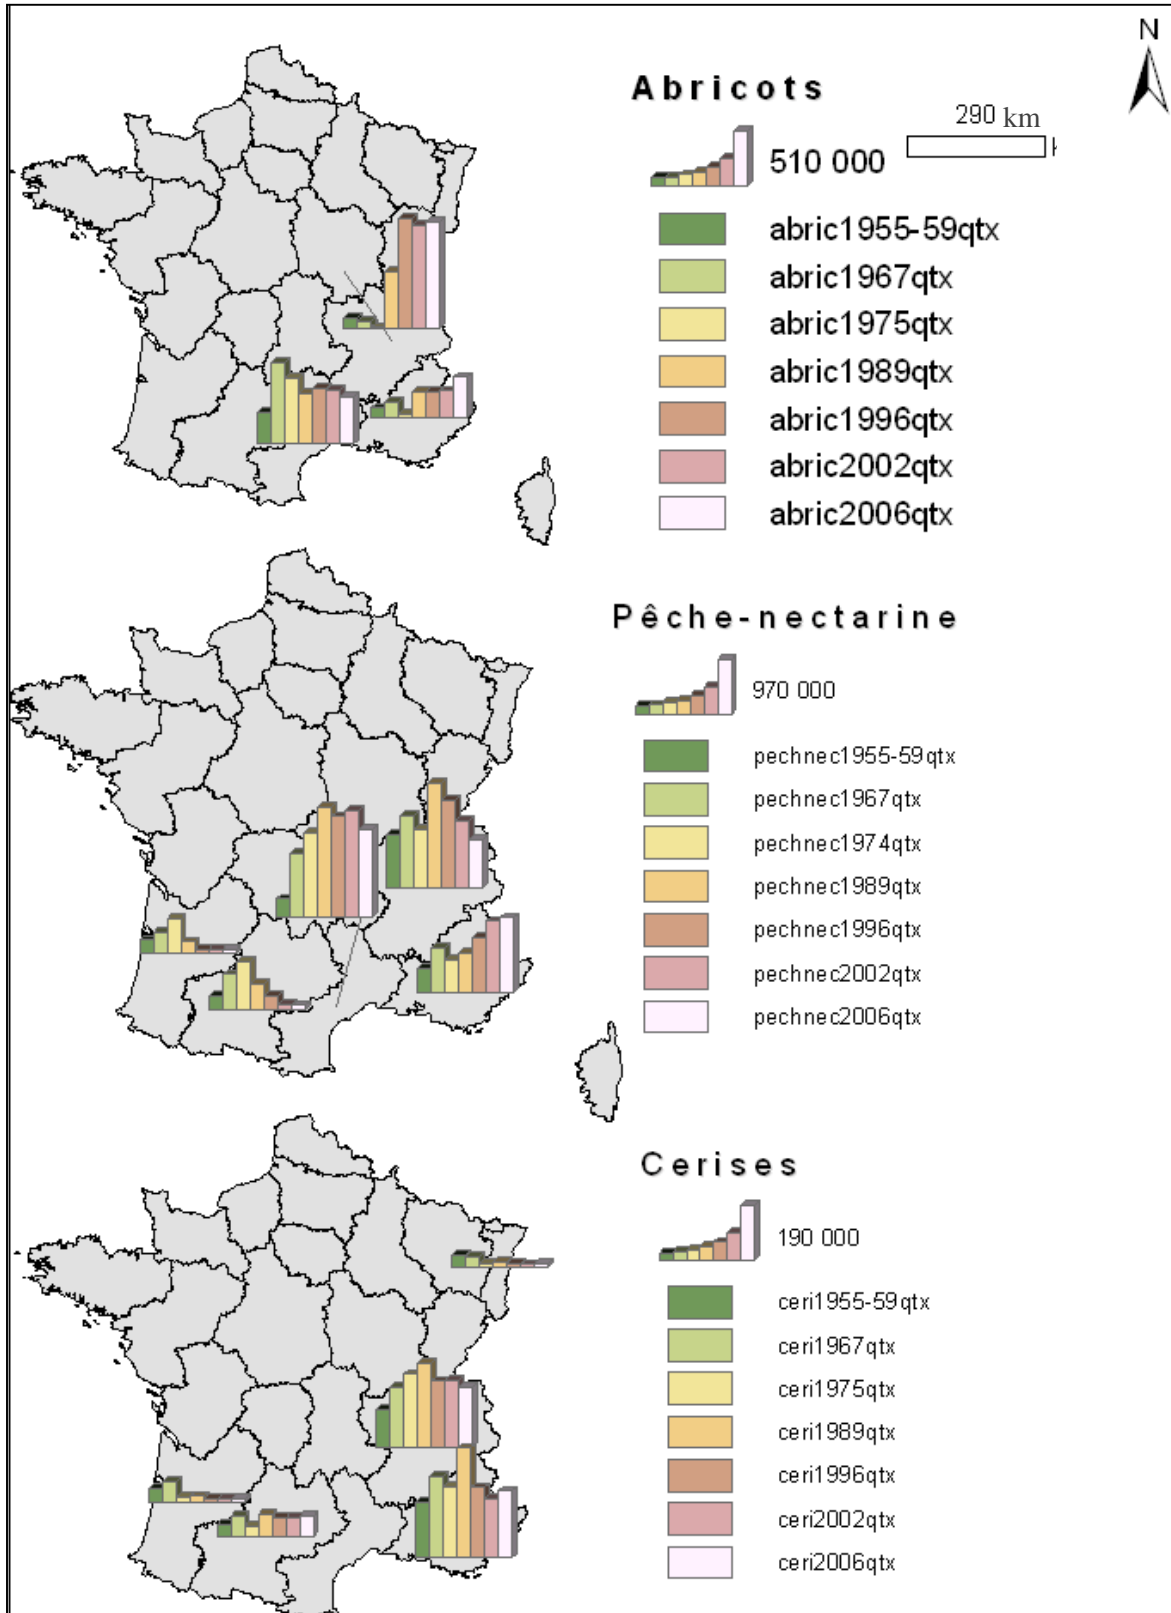 N
Abricots
290 km
510 000
abric1955-59qtx
abric1967qtx
abric1975qtx
abric1989qtx
abric1996qtx
abric2002qtx
abric2006qtx
Pêche-nectarine
970 000
pechnec1955-59qtx
pechnec1967qtx
pechnec1974qtx
pechnec1989qtx
pechnec1996qtx
pechnec2002qtx
pechnec2006qtx
Cerises
190 000
ceri1955-59qtx
ceri1967qtx
ceri1975qtx
ceri1989qtx
ceri1996qtx
ceri2002qtx
ceri2006qtx